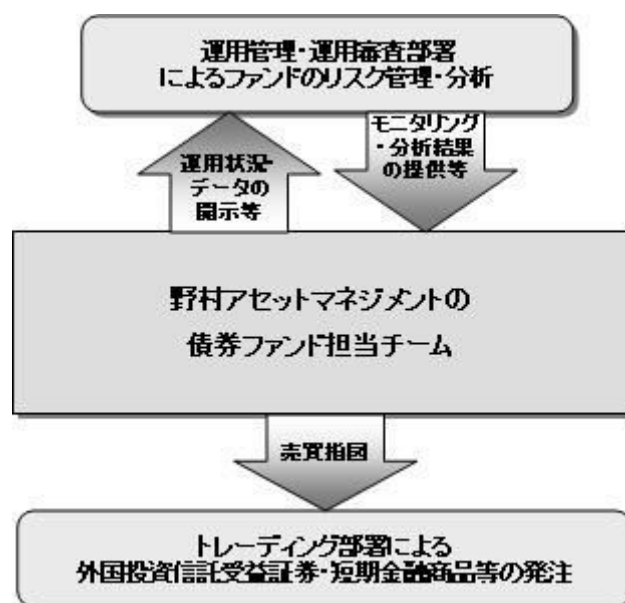 運用管理・運用審査部署
によるファンドのリスク管理・分析
運用状況・
データの
開示等
モニタリング
・分析結果
の提供等
野村アセットマネジメントの
債券ファンド担当チーム
売買指図
トレーディング部署による
外国投資信託受益証券・短期金融商品等の発注